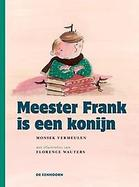 Meester Frank
is een konijn
MONIEK VERMEULEN
met illustraties van
FLORENCE WAUTERS
DE EENHOORN